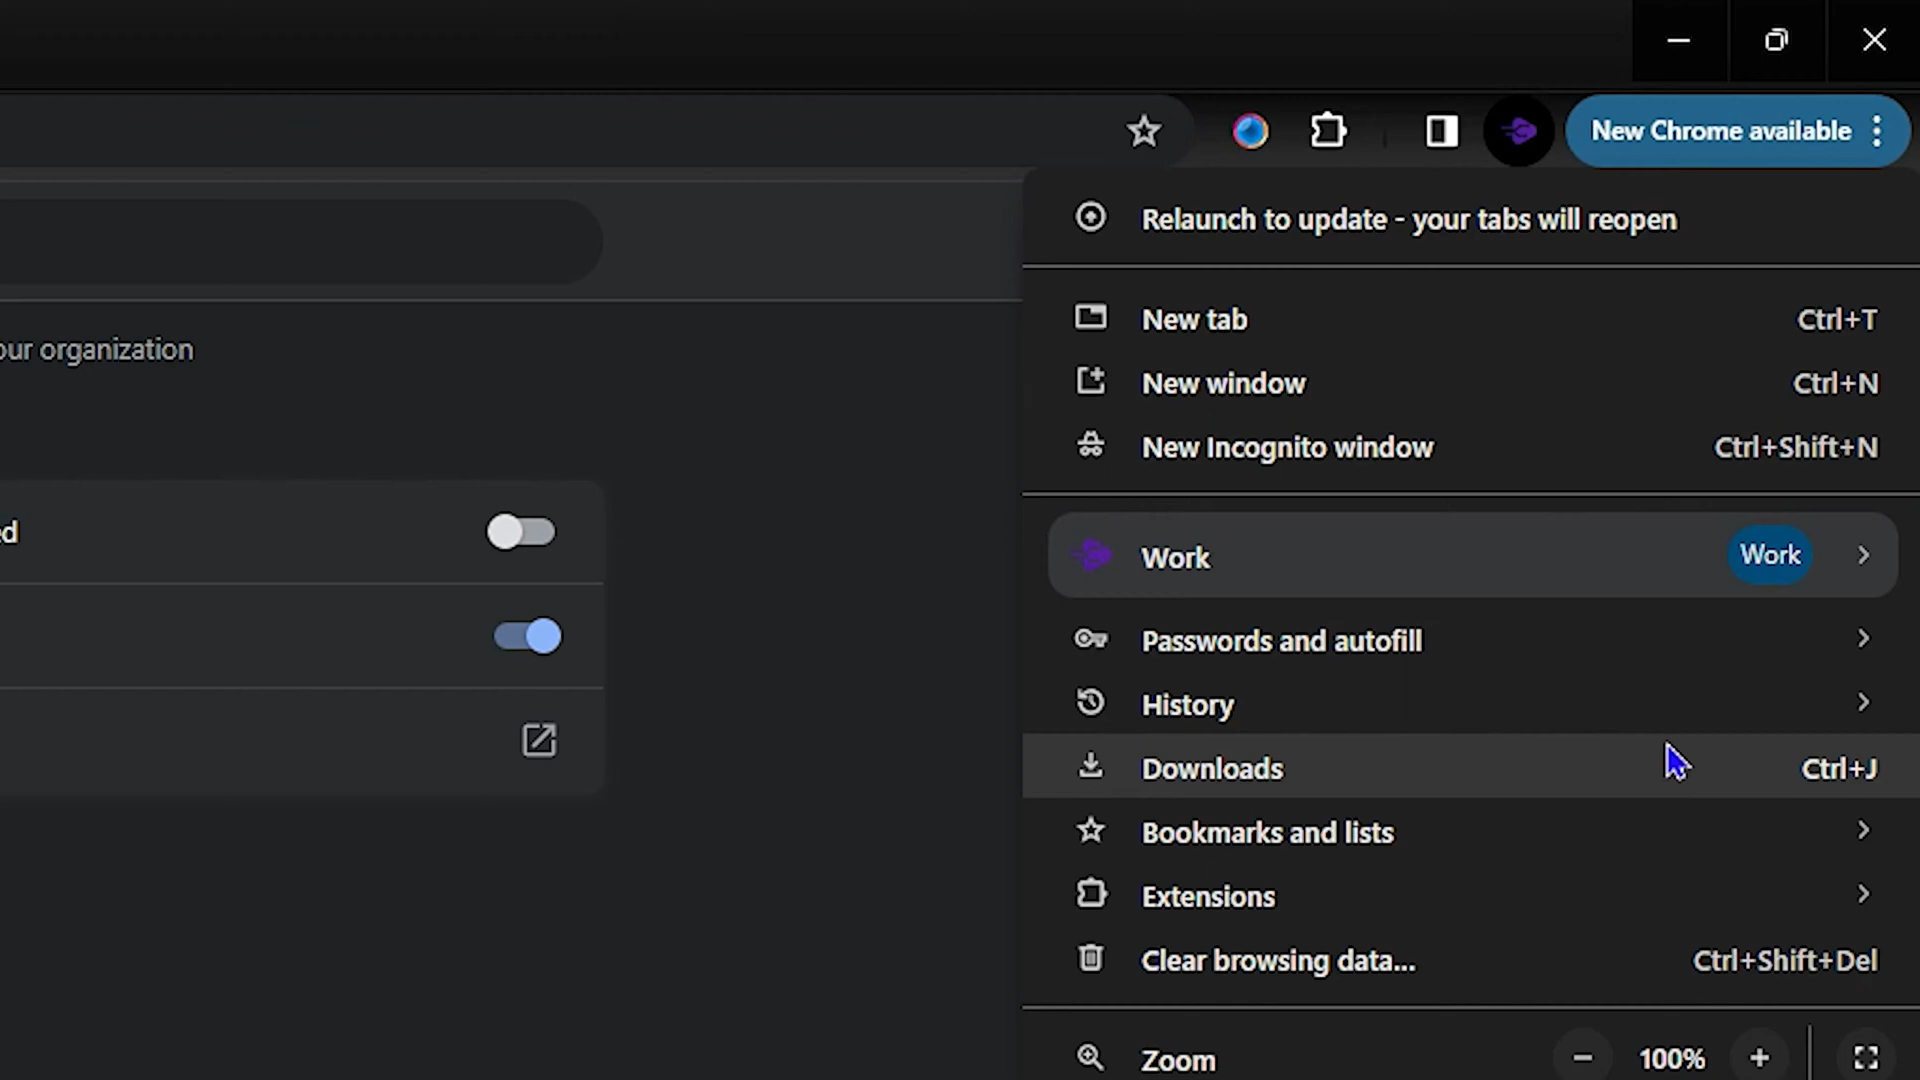 New Chrome available
Relaunch to update - your tabs will reopen
New tab Ctrl+T
New window Ctrl+N
our organization
New Incognito window Ctrl+Shift+N
Work Work
Passwords and autofill
History
Downloads Ctrl+J
Bookmarks and lists
Extensions
Clear browsing data... Ctrl+Shift+Del
Zoom - 100% +